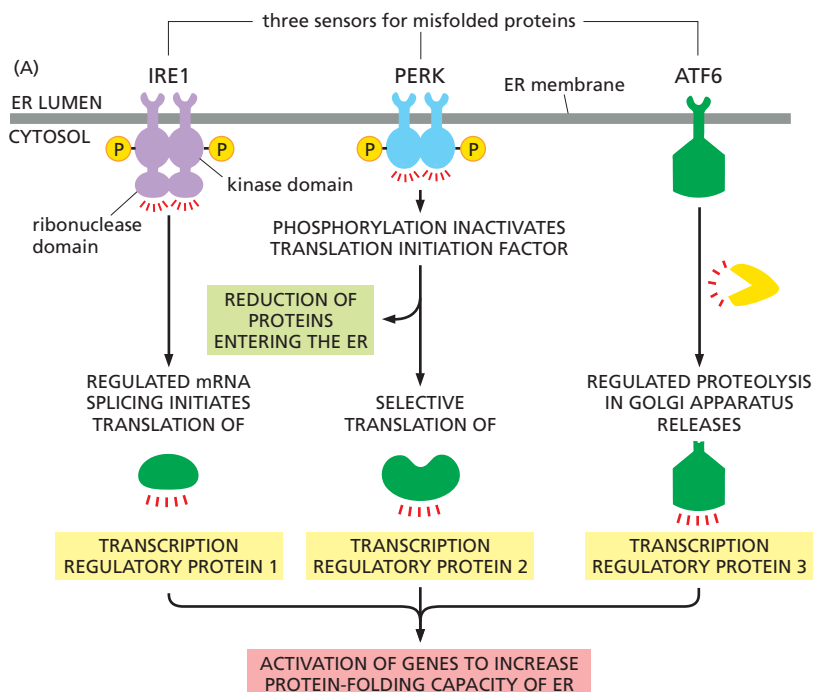 three sensors for misfolded proteins
(A)
IRE1
PERK
ATF6
ER LUMEN
ER membrane
CYTOSOL
P
P
P
P
kinase domain
ribonuclease
domain
PHOSPHORYLATION INACTIVATES
TRANSLATION INITIATION FACTOR
REDUCTION OF
PROTEINS
ENTERING THE ER
REGULATED mRNA
SPLICING INITIATES
TRANSLATION OF
SELECTIVE
TRANSLATION OF
REGULATED PROTEOLYSIS
IN GOLGI APPARATUS
RELEASES
TRANSCRIPTION
REGULATORY PROTEIN 1
TRANSCRIPTION
REGULATORY PROTEIN 2
TRANSCRIPTION
REGULATORY PROTEIN 3
ACTIVATION OF GENES TO INCREASE
PROTEIN-FOLDING CAPACITY OF ER